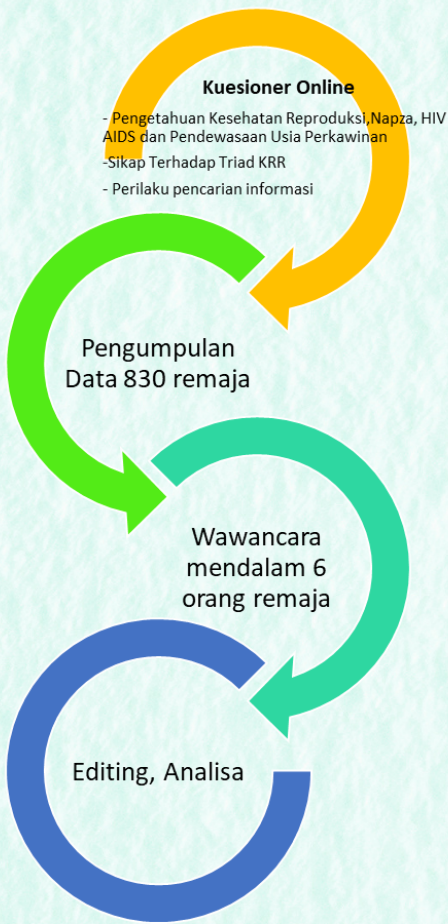 Kuesioner Online
- Pengetahuan Kesehatan Reproduksi,Napza, HIV
AIDS dan Pendewasaan Usia Perkawinan
-Sikap Terhadap Triad KRR
- Perilaku pencarian informasi
Pengumpulan
Data 830 remaja
Wawancara
mendalam 6
orang remaja
Editing, Analisa